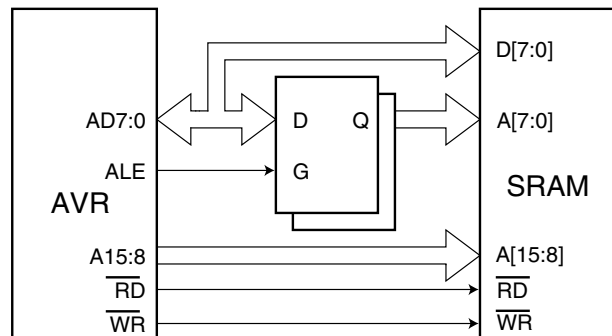 D[7:0]
AD7:0
D
Q
A[7:0]
ALE
G
AVR
SRAM
A15:8
A[15:8]
RD
RD
WR
WR